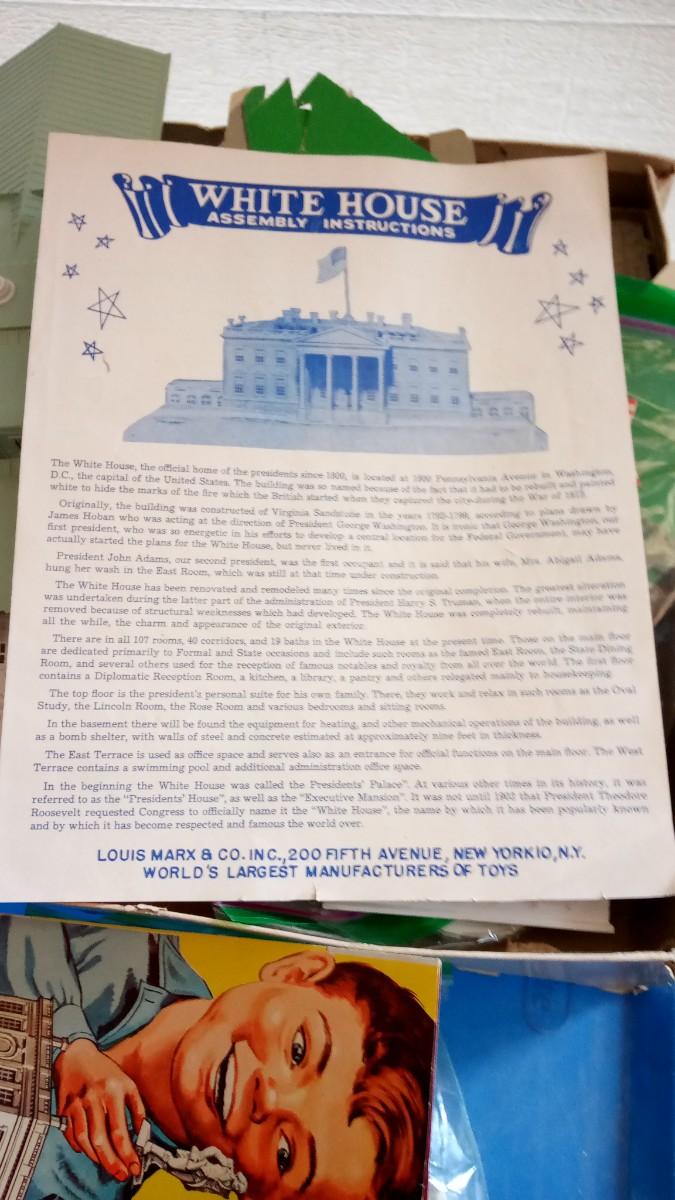 WHITE HOUSE
ASSEMBLY INSTRUCTIONS
The White House, the official home of the presidents since 1800, is located at 1600 Pennsylvania Avenue in Washington,
D.C., the capital of the United States. The building was so named because of the fact that it had to be rebuilt and painted
white to hide the marks of the fire which the British started when they captured the city during the War of
Originally, the building was constructed of Virginia Sandstone in the years according to plans drawn by
James Hoban who was acting at the direction of President George Washington. It is ironic that George Washington, our
first president, who was so energetic in his efforts to develop a central location for the Federal Government, may have
actually started the plans for the White House, but never lived in it.
President John Adams, our second president, was the first occupant and it is said that his wife, Mrs. Abigail Adams,
hung her wash in the East Room, which was still at that time under construction.
The White House has been renovated and remodeled many times since the original completion. The greatest alteration
was undertaken during the latter part of the administration of President Harry S. Truman, when the entire interior was
removed because of structural weaknesses which had developed. The White House was completely rebuilt, maintaining
all the while, the charm and appearance of the original exterior.
There are in all 107 rooms, 40 corridors, and 19 baths in the White House at the present time. Those on the main floor
are dedicated primarily to Formal and State occasions and include such rooms as the famed East Room, the State Dining
Room, and several others used for the reception of famous notables and royalty from all over the world. The first floor
contains a Diplomatic Reception Room, a kitchen, a library, a pantry and others relegated mainly to housekeeping.
The top floor is the president's personal suite for his own family. There, they work and relax in such rooms as the Oval
Study, the Lincoln Room, the Rose Room and various bedrooms and sitting rooms.
In the basement there will be found the equipment for heating, and other mechanical operations of the building, as well
as a bomb shelter, with walls of steel and concrete estimated at approximately nine feet in thickness.
The East Terrace is used as office space and serves also as an entrance for official functions on the main floor. The West
Terrace contains a swimming pool and additional administration office space.
In the beginning the White House was called the Presidents' Palace". At various other times in its history, it was
referred to as the "Presidents' House", as well as the "Executive Mansion". It was not until 1902 that President Theodore
Roosevelt requested Congress to officially name it the "White House", the name by which it has been popularly known
and by which it has become respected and famous the world over.
LOUIS MARX & CO. INC., 200 FIFTH AVENUE, NEW YORK 10, N.Y.
WORLD'S LARGEST MANUFACTURERS OF TOYS